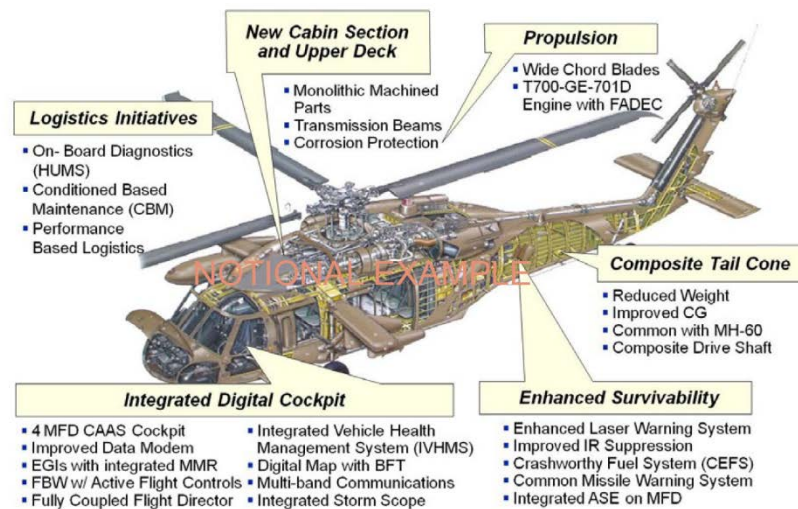 New Cabin Section
and Upper Deck
▪ Monolithic Machined
Parts
▪ Transmission Beams
▪ Corrosion Protection
Propulsion
▪ Wide Chord Blades
▪ T700-GE-701D
Engine with FADEC
Logistics Initiatives
▪ On- Board Diagnostics
(HUMS)
▪ Conditioned Based
Maintenance (CBM)
▪ Performance
Based Logistics
NOTIONAL EXAMPLE
Composite Tail Cone
▪ Reduced Weight
▪ Improved CG
▪ Common with MH-60
▪ Composite Drive Shaft
Integrated Digital Cockpit
▪ 4 MFD CAAS Cockpit
▪ Improved Data Modem
▪ EGIs with integrated MMR
▪ FBW w/ Active Flight Controls
▪ Fully Coupled Flight Director
▪ Integrated Vehicle Health
Management System (IVHMS)
▪ Digital Map with BFT
▪ Multi-band Communications
▪ Integrated Storm Scope
Enhanced Survivability
▪ Enhanced Laser Warning System
▪ Improved IR Suppression
▪ Crashworthy Fuel System (CEFS)
▪ Common Missile Warning System
▪ Integrated ASE on MFD